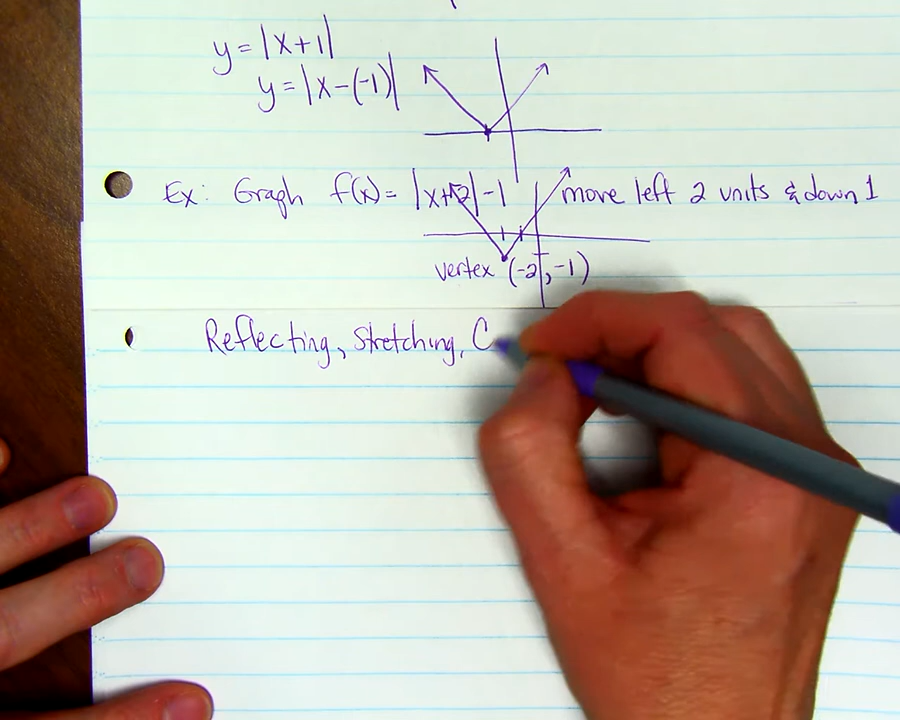 y = |x+1|
y = |x-(-1)|
Ex: Graph f(x) = |x+2| - 1 move left 2 units & down 1
vertex (-2, -1)
Reflecting, Stretching, C